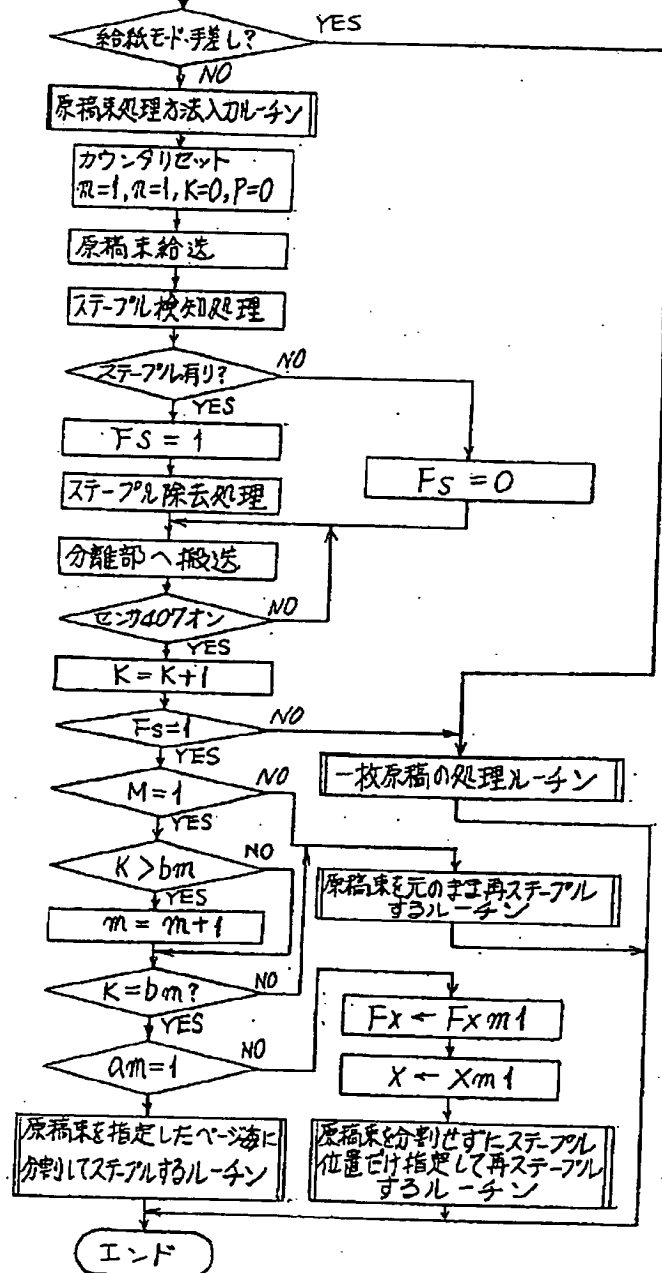 給紙モード手差し?
YES
NO
原稿束処理方法入力ルーチン
カウンタリセット
m=1, n=1, K=0, P=0
原稿束給送
ステープル検知処理
ステープル有り?
NO
YES
FS = 1
FS = 0
ステープル除去処理
分離部へ搬送
センサ407オン
NO
YES
K = K+1
FS=1
NO
YES
一枚原稿の処理ルーチン
M=1
NO
YES
K > bm
NO
YES
原稿束を元のまま再ステープル
するルーチン
m = m+1
K=bm?
NO
YES
Fx ← Fxm1
am=1
NO
X ← Xm1
原稿束を指定したページ毎に
分割してステープルするルーチン
原稿束を分割せずにステープル
位置だけ指定して再ステープル
するルーチン
エンド